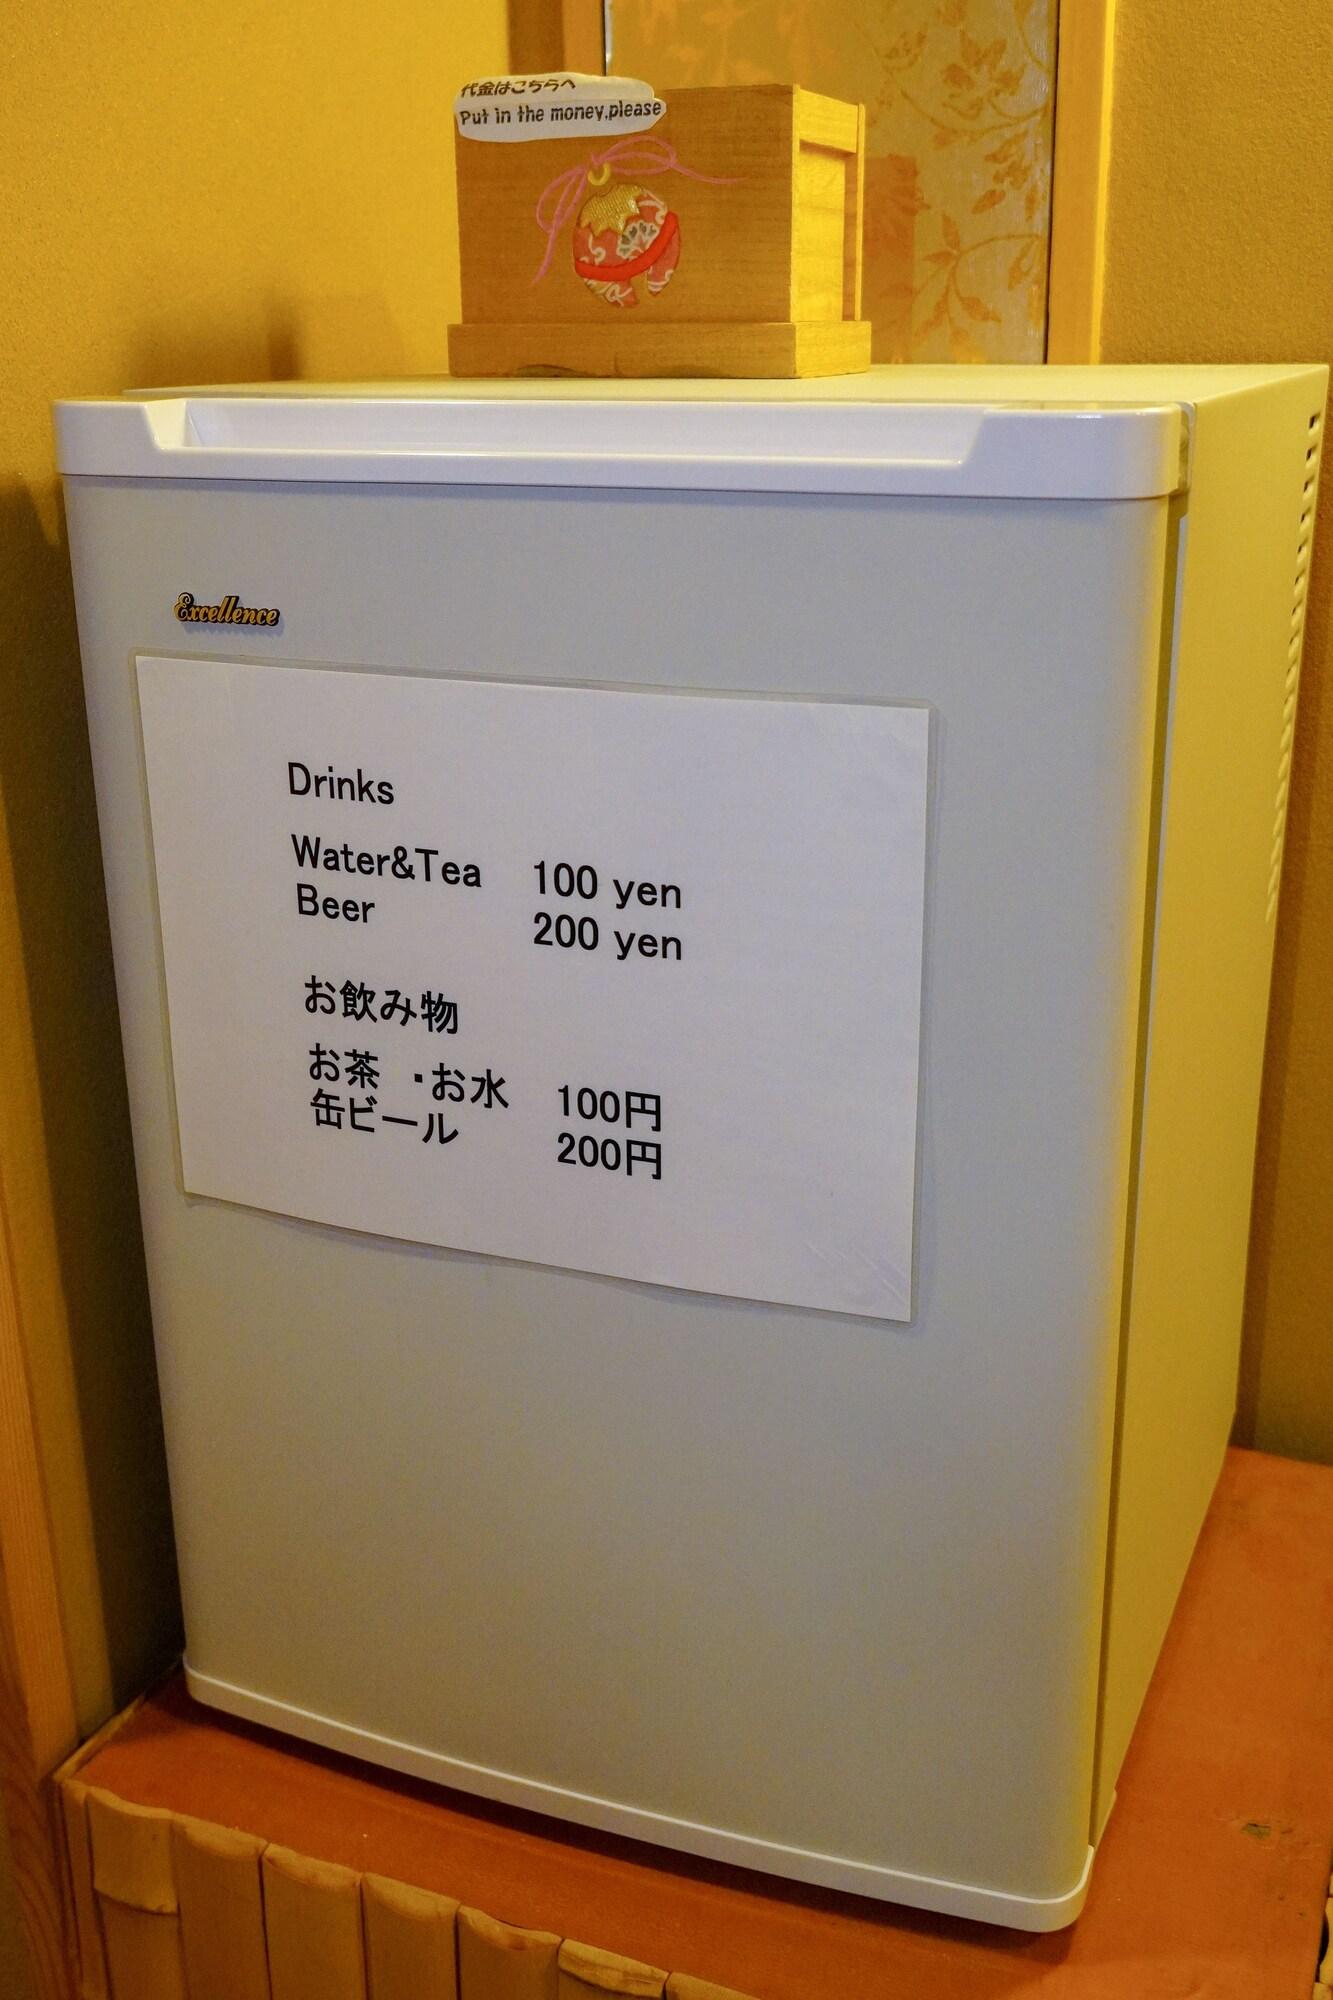 代金はこちらへ
Put in the money,please
Excellence
Drinks
Water&Tea 100 yen
Beer 200 yen
お飲み物
お茶 ・お水 100円
缶ビール 200円